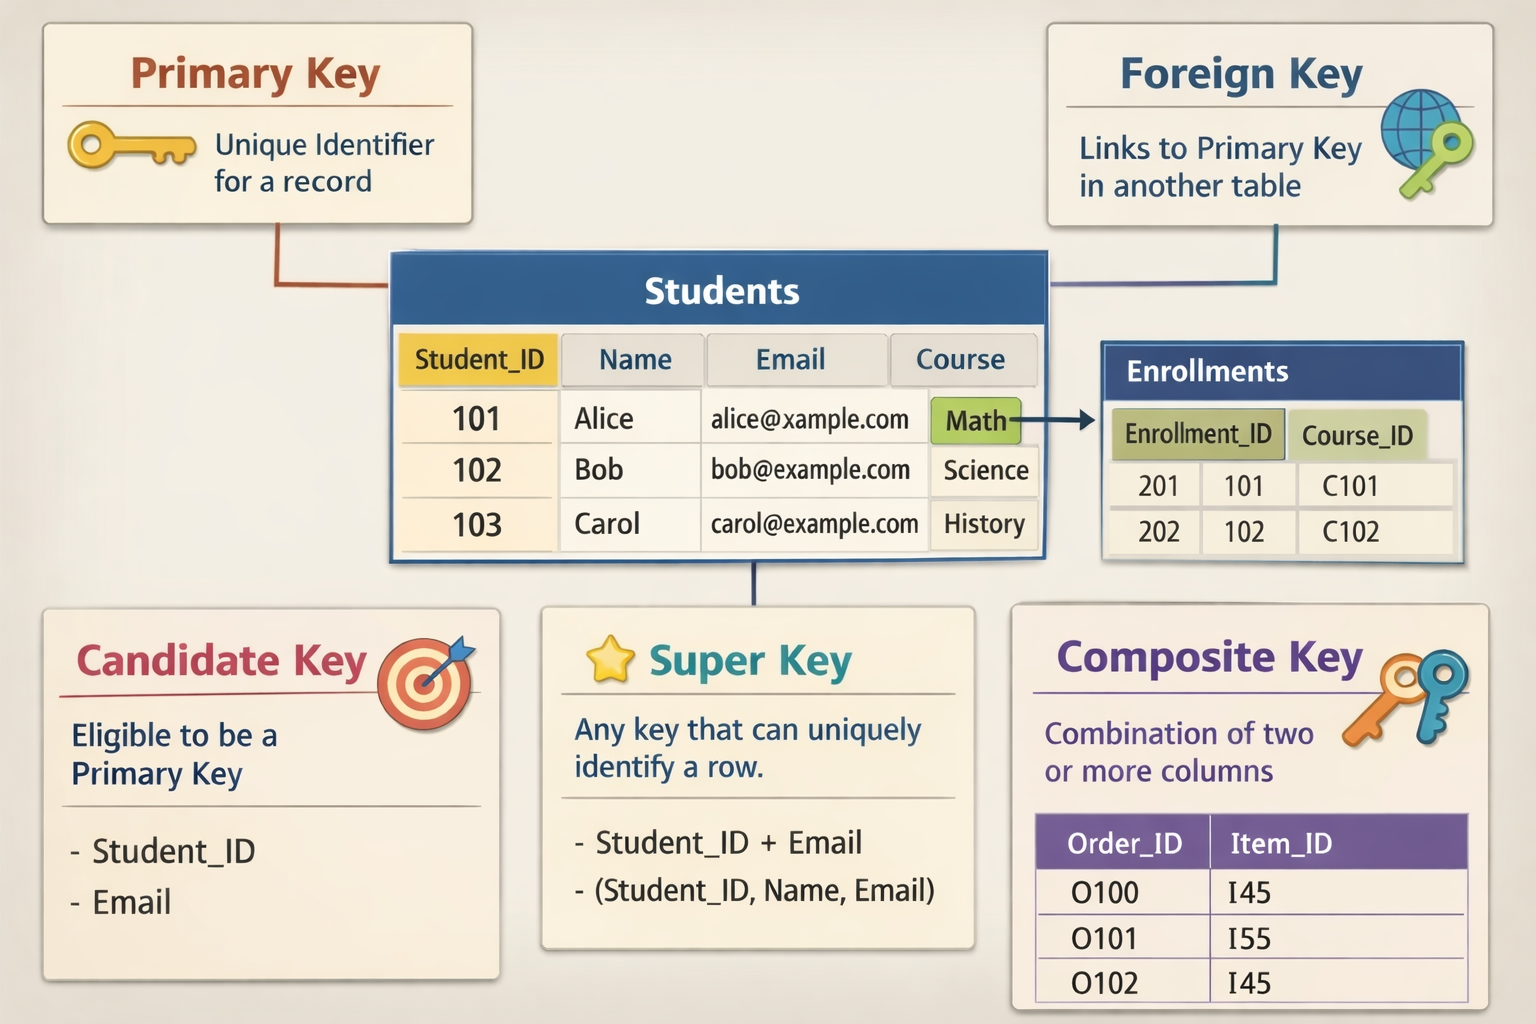 Primary Key
Unique Identifier
for a record
Foreign Key
Links to Primary Key
in another table
Students
Student_ID Name Email Course
101 Alice alice@xample.com Math
102 Bob bob@example.com Science
103 Carol carol@example.com History
Enrollments
Enrollment_ID Course_ID
201 101 C101
202 102 C102
Candidate Key
Eligible to be a
Primary Key
- Student_ID
- Email
Super Key
Any key that can uniquely
identify a row.
- Student_ID + Email
- (Student_ID, Name, Email)
Composite Key
Combination of two
or more columns
Order_ID Item_ID
O100 I45
O101 I55
O102 I45